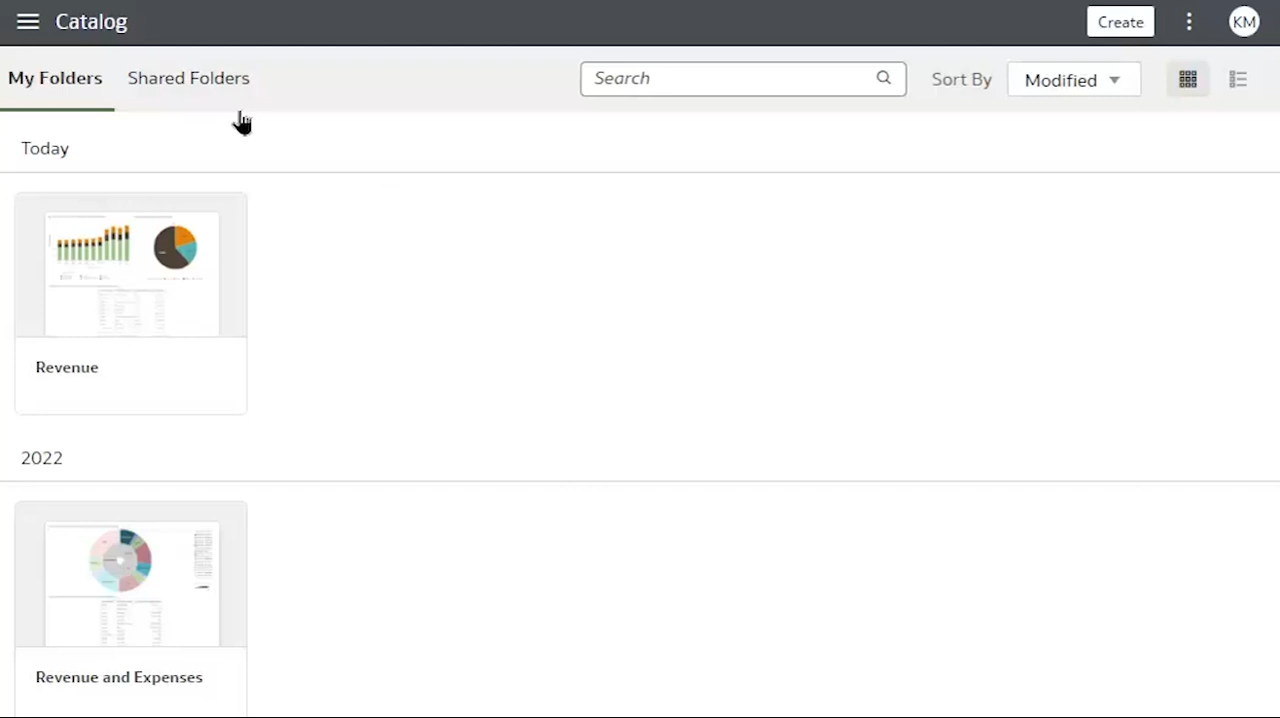 Catalog
Create
KM
My Folders
Shared Folders
Search
Sort By
Modified
Today
Revenue
2022
Revenue and Expenses